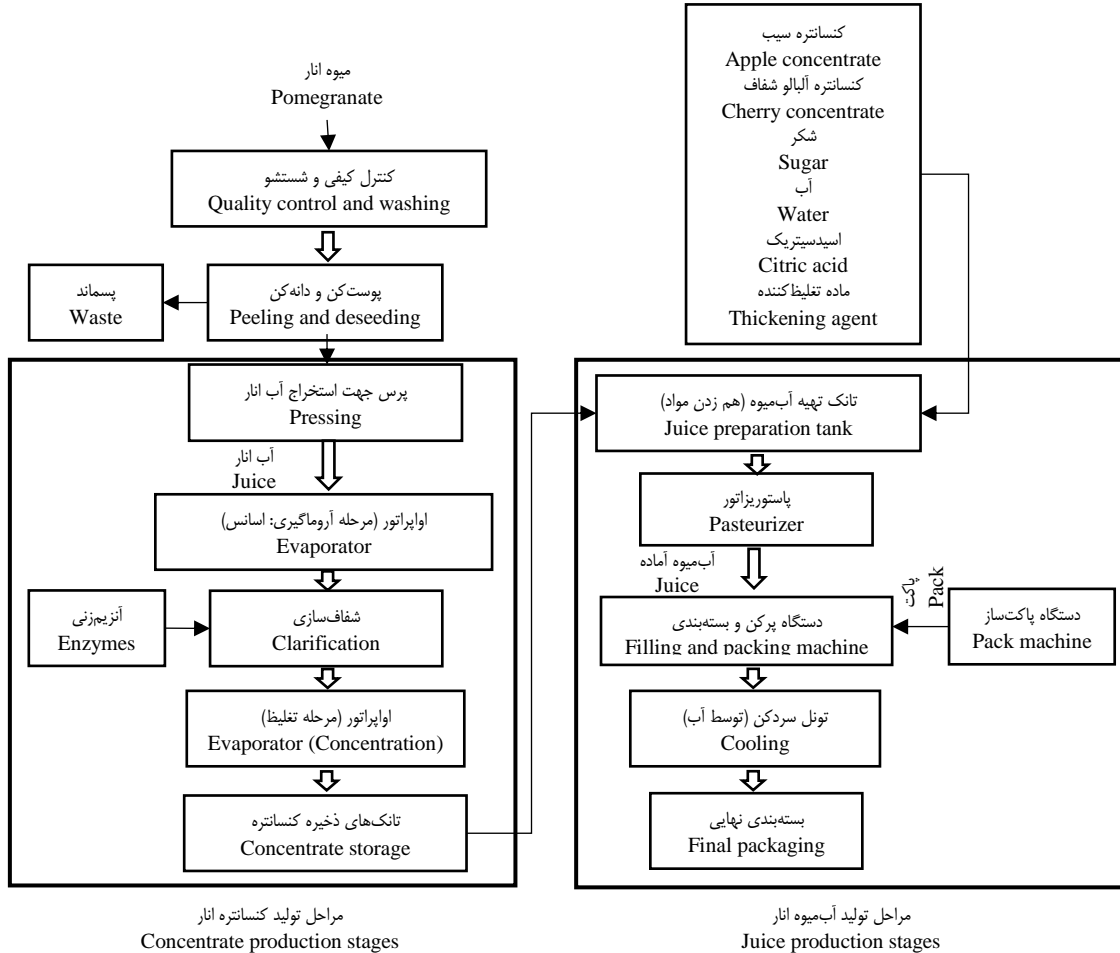 میوه انار
Pomegranate
کنترل کیفی و شستشو
Quality control and washing
پسماند
Waste
پوست‌کن و دانه‌کن
Peeling and deseeding
پرس جهت استخراج آب انار
Pressing
آب انار
Juice
اواپراتور (مرحله آروماگیری: اسانس)
Evaporator
آنزیم‌زنی
Enzymes
شفاف‌سازی
Clarification
اواپراتور (مرحله تغلیظ)
Evaporator (Concentration)
تانک‌های ذخیره کنسانتره
Concentrate storage
مراحل تولید کنسانتره انار
Concentrate production stages
کنسانتره سیب
Apple concentrate
کنسانتره آلبالو شفاف
Cherry concentrate
شکر
Sugar
آب
Water
اسیدسیتریک
Citric acid
ماده تغلیظ‌کننده
Thickening agent
تانک تهیه آب‌میوه (هم زدن مواد)
Juice preparation tank
پاستوریزاتور
Pasteurizer
آب‌میوه آماده
Juice
دستگاه پرکن و بسته‌بندی
Filling and packing machine
پاکت
Pack
دستگاه پاکت‌ساز
Pack machine
تونل سردکن (توسط آب)
Cooling
بسته‌بندی نهایی
Final packaging
مراحل تولید آب‌میوه انار
Juice production stages